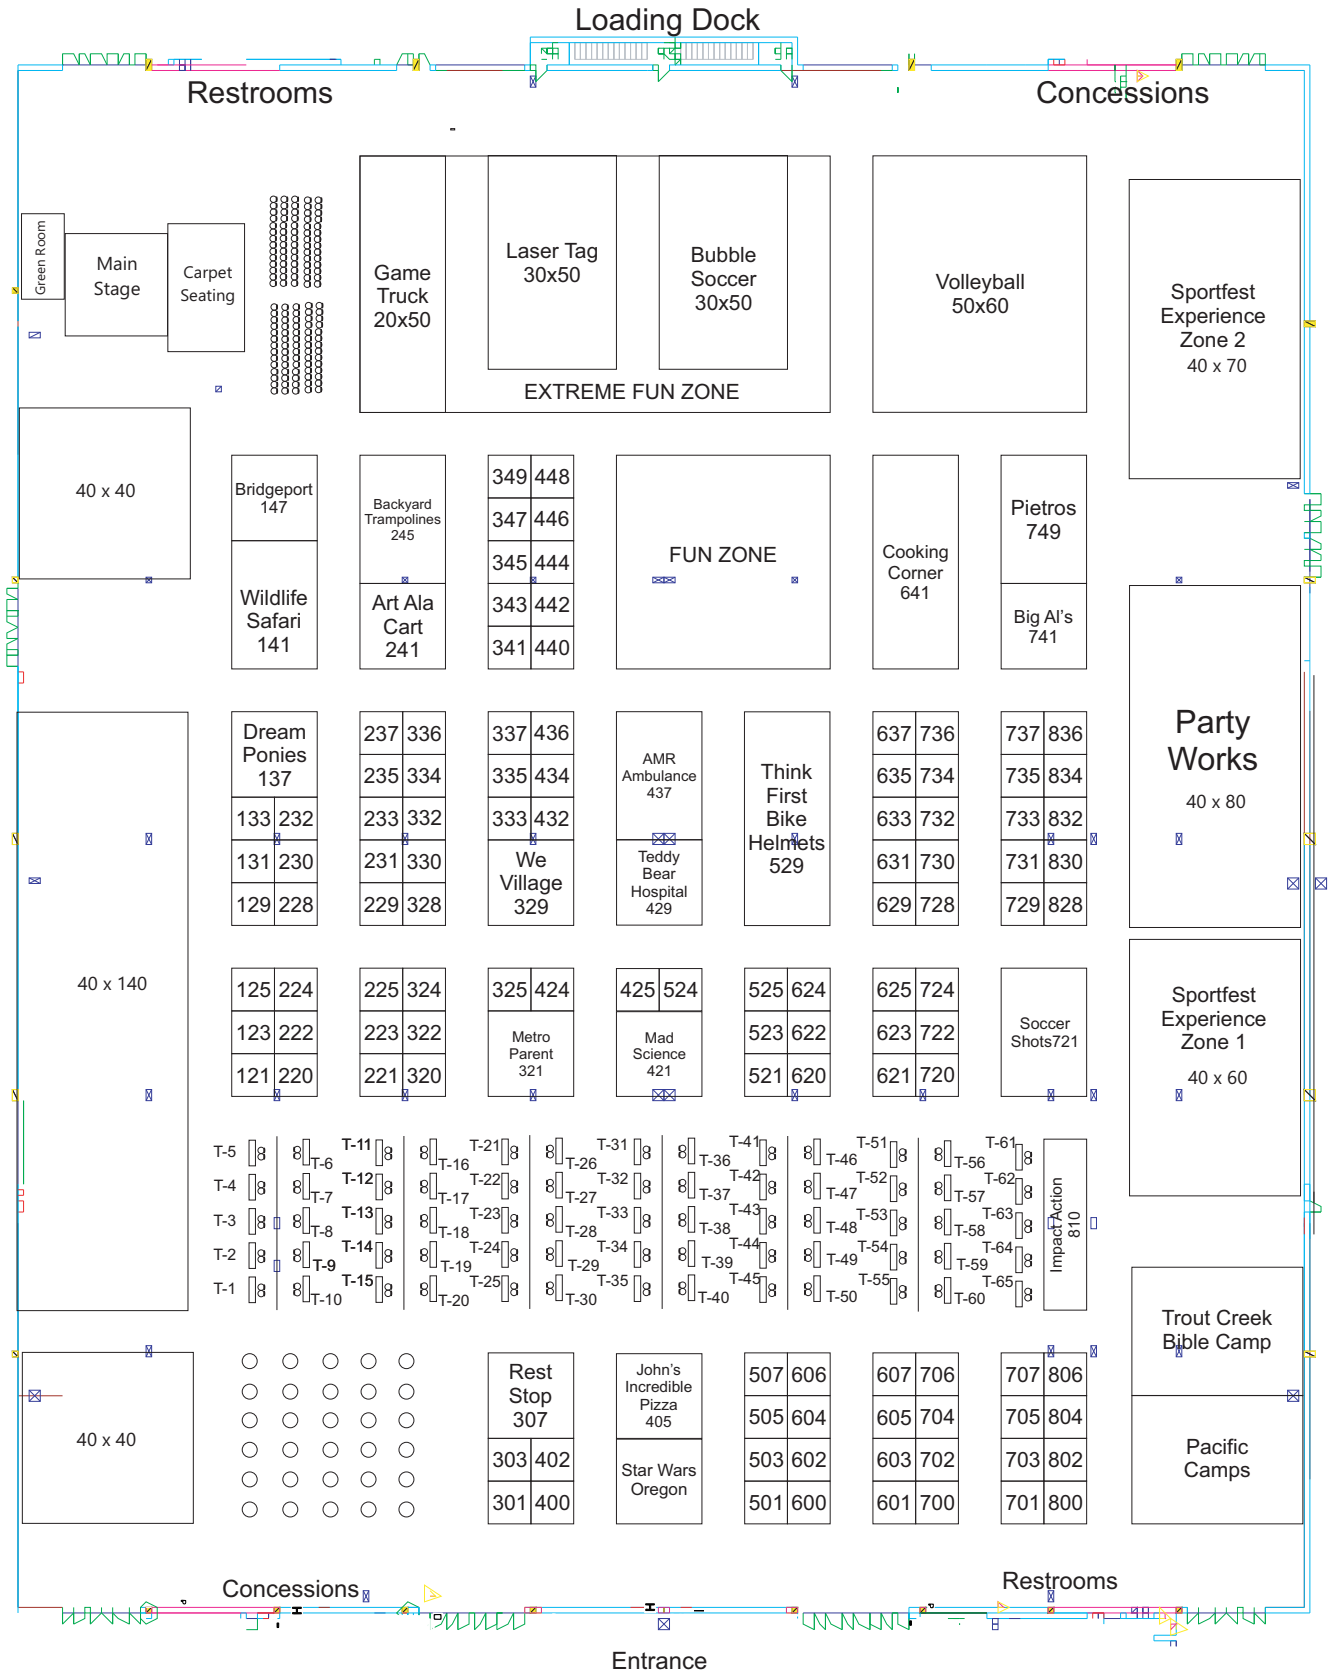 Loading Dock
Restrooms
Concessions
Green Room
Main
Stage
Carpet
Seating
Game
Truck
20x50
Laser Tag
30x50
Bubble
Soccer
30x50
EXTREME FUN ZONE
Volleyball
50x60
Sportfest
Experience
Zone 2
40 x 70
40 x 40
Bridgeport
147
Wildlife
Safari
141
Backyard
Trampolines
245
Art Ala
Cart
241
349 448
347 446
345 444
343 442
341 440
FUN ZONE
Cooking
Corner
641
Pietros
749
Big Al's
741
Party
Works
40 x 80
40 x 140
Dream
Ponies
137
133 232
131 230
129 228
237 336
235 334
233 332
231 330
229 328
337 436
335 434
333 432
We
Village
329
AMR
Ambulance
437
Teddy
Bear
Hospital
429
Think
First
Bike
Helmets
529
637 736
635 734
633 732
631 730
629 728
737 836
735 834
733 832
731 830
729 828
125 224
123 222
121 220
225 324
223 322
221 320
325 424
Metro
Parent
321
425 524
Mad
Science
421
525 624
523 622
521 620
625 724
623 722
621 720
Soccer
Shots721
Sportfest
Experience
Zone 1
40 x 60
T-5
T-4
T-3
T-2
T-1
T-6
T-7
T-8
T-9
T-10
T-11
T-12
T-13
T-14
T-15
T-16
T-17
T-18
T-19
T-20
T-21
T-22
T-23
T-24
T-25
T-26
T-27
T-28
T-29
T-30
T-31
T-32
T-33
T-34
T-35
T-36
T-37
T-38
T-39
T-40
T-41
T-42
T-43
T-44
T-45
T-46
T-47
T-48
T-49
T-50
T-51
T-52
T-53
T-54
T-55
T-56
T-57
T-58
T-59
T-60
T-61
T-62
T-63
T-64
T-65
Impact Action
810
40 x 40
Rest
Stop
307
303 402
301 400
John's
Incredible
Pizza
405
Star Wars
Oregon
507 606
505 604
503 602
501 600
607 706
605 704
603 702
601 700
707 806
705 804
703 802
701 800
Trout Creek
Bible Camp
Pacific
Camps
Concessions
Restrooms
Entrance